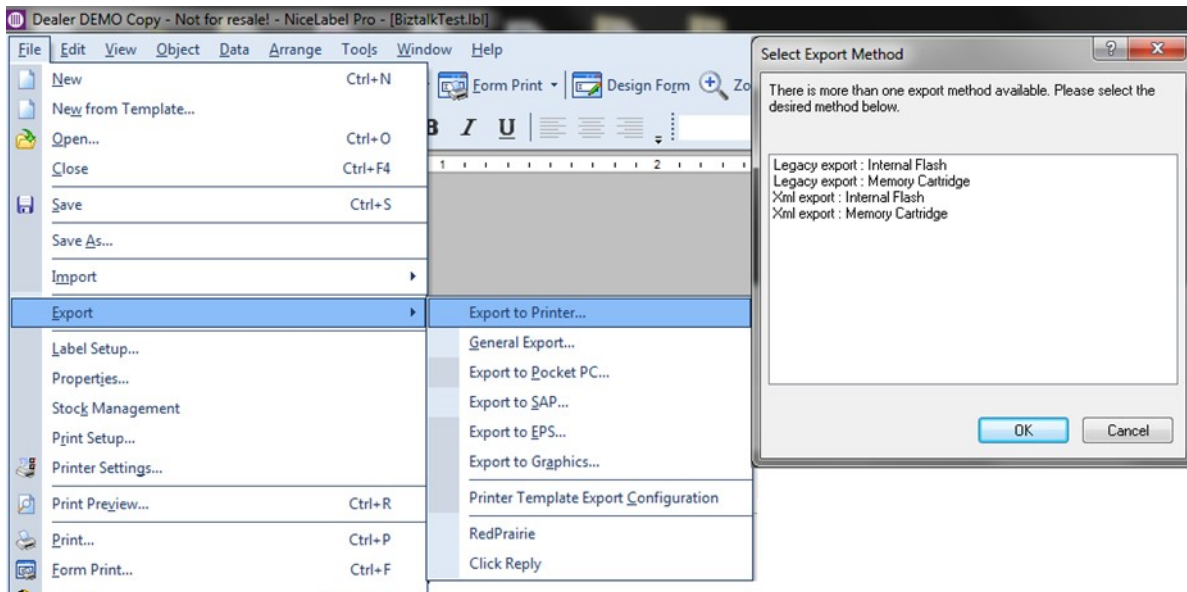 Dealer DEMO Copy - Not for resale! - NiceLabel Pro - [BiztalkTest.lbl]
File Edit View Object Data Arrange Tools Window Help
Form Print Design Form
B I U
1 2
New Ctrl+N
New from Template...
Open... Ctrl+O
Close Ctrl+F4
Save Ctrl+S
Save As...
Import
Export
Label Setup...
Properties...
Stock Management
Print Setup...
Printer Settings...
Print Preview... Ctrl+R
Print... Ctrl+P
Form Print... Ctrl+F
Export to Printer...
General Export...
Export to Pocket PC...
Export to SAP...
Export to EPS...
Export to Graphics...
Printer Template Export Configuration
RedPrairie
Click Reply
Select Export Method
There is more than one export method available. Please select the
desired method below.
Legacy export : Internal Flash
Legacy export : Memory Cartridge
Xml export : Internal Flash
Xml export : Memory Cartridge
OK Cancel